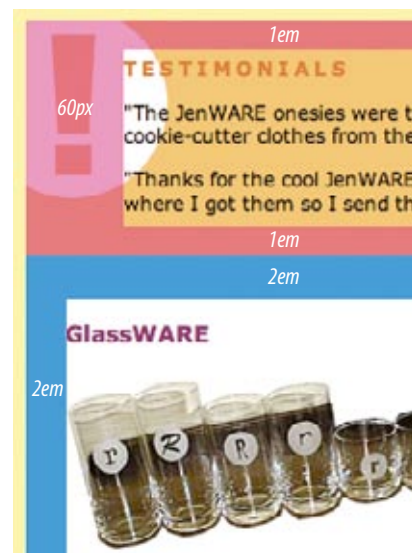 1em
!
TESTIMONIALS
60px
"The JenWARE onesies were t
cookie-cutter clothes from the
"Thanks for the cool JenWARE
where I got them so I send th
1em
2em
GlassWARE
2em
r R R r r